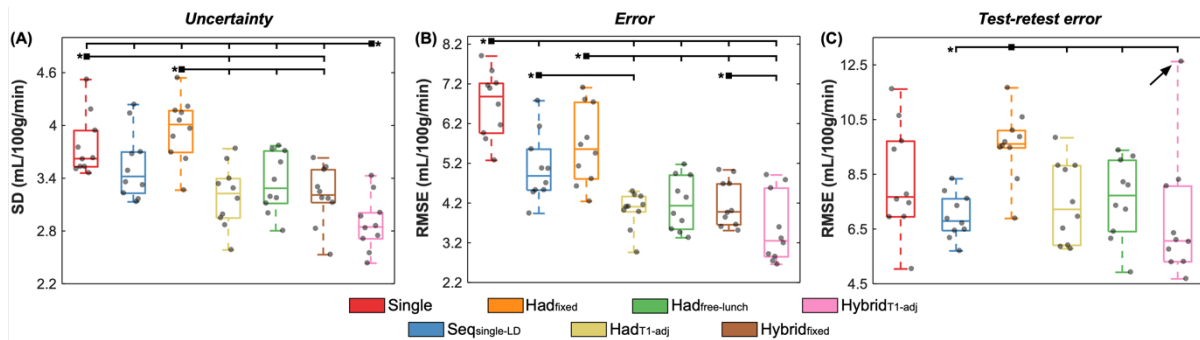 Uncertainty
Error
Test-retest error
(A)
SD (mL/100g/min)
4.6
4
3.4
2.8
2.2
*
*
*
*
(B)
RMSE (mL/100g/min)
8.2
7.2
6.2
5.2
4.2
3.2
2.2
*
*
*
*
(C)
RMSE (mL/100g/min)
12.5
10.5
8.5
6.5
4.5
*
*
Single
Hadfixed
Hadfree-lunch
HybridT1-adj
Seqsingle-LD
HadT1-adj
Hybridfixed